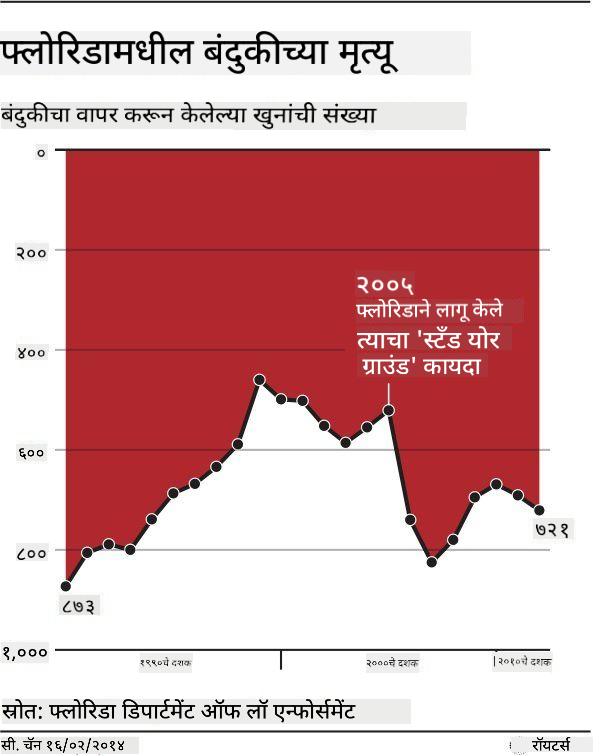 फ्लोरिडामधील बंदुकीच्या मृत्यू
बंदुकीचा वापर करून केलेल्या खुनांची संख्या
०
२००
४००
६००
८००
१,०००
२००५
फ्लोरिडाने लागू केले
त्याचा 'स्टँड योर
ग्राउंड' कायदा
७२१
८७३
१९९०चे दशक
२०००चे दशक
२०१०चे दशक
स्रोत: फ्लोरिडा डिपार्टमेंट ऑफ लॉ एन्फोर्समेंट
सी. चॅन १६/०२/२०१४
रॉयटर्स